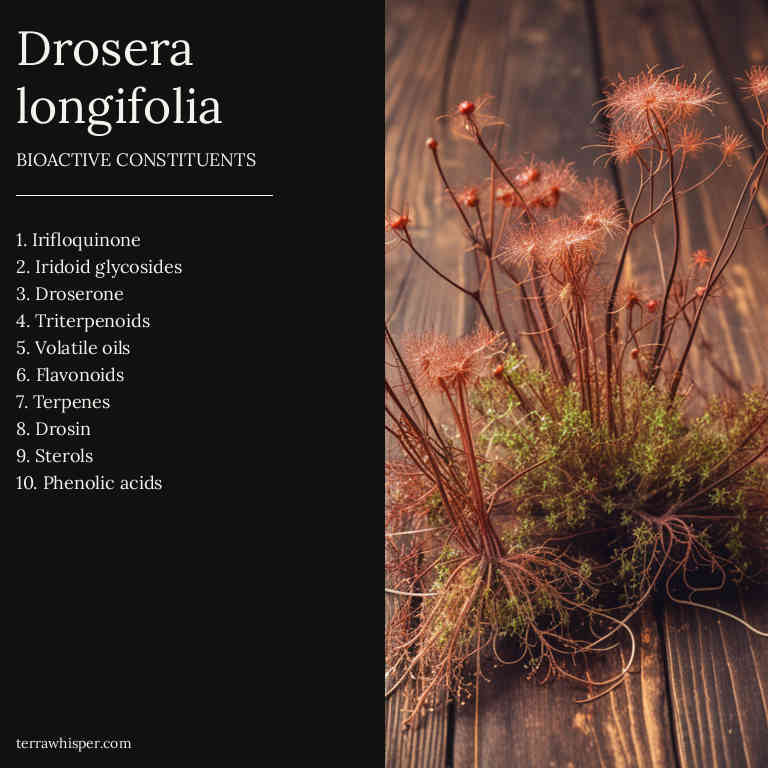 Drosera
longifolia
BIOACTIVE CONSTITUENTS
1. Irifloquinone
2. Iridoid glycosides
3. Droserone
4. Triterpenoids
5. Volatile oils
6. Flavonoids
7. Terpenes
8. Drosin
9. Sterols
10. Phenolic acids
terrawhisper.com